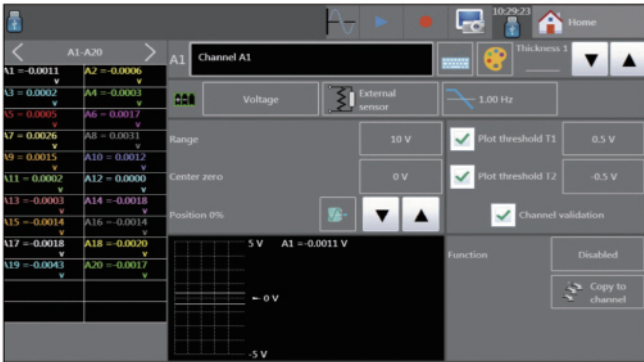 10:29:23
Home
A1-A20
A1 Channel A1
Thickness 1
A1 =-0.0011 V
A2 =-0.0006 V
A3 = 0.0002 V
A4 =-0.0003 V
A5 = 0.0005 V
A6 = 0.0017 V
A7 = 0.0026 V
A8 = 0.0031 V
A9 = 0.0015 V
A10 = 0.0012 V
A11 = 0.0002 V
A12 = 0.0000 V
A13 =-0.0003 V
A14 =-0.0018 V
A15 =-0.0014 V
A16 =-0.0014 V
A17 =-0.0018 V
A18 =-0.0020 V
A19 =-0.0043 V
A20 =-0.0017 V
Voltage
External
sensor
1.00 Hz
Range 10 V
Center zero 0 V
Position 0%
Plot threshold T1 0.5 V
Plot threshold T2 -0.5 V
Channel validation
5 V A1 =-0.0011 V
0 V
-5 V
Function Disabled
Copy to
channel